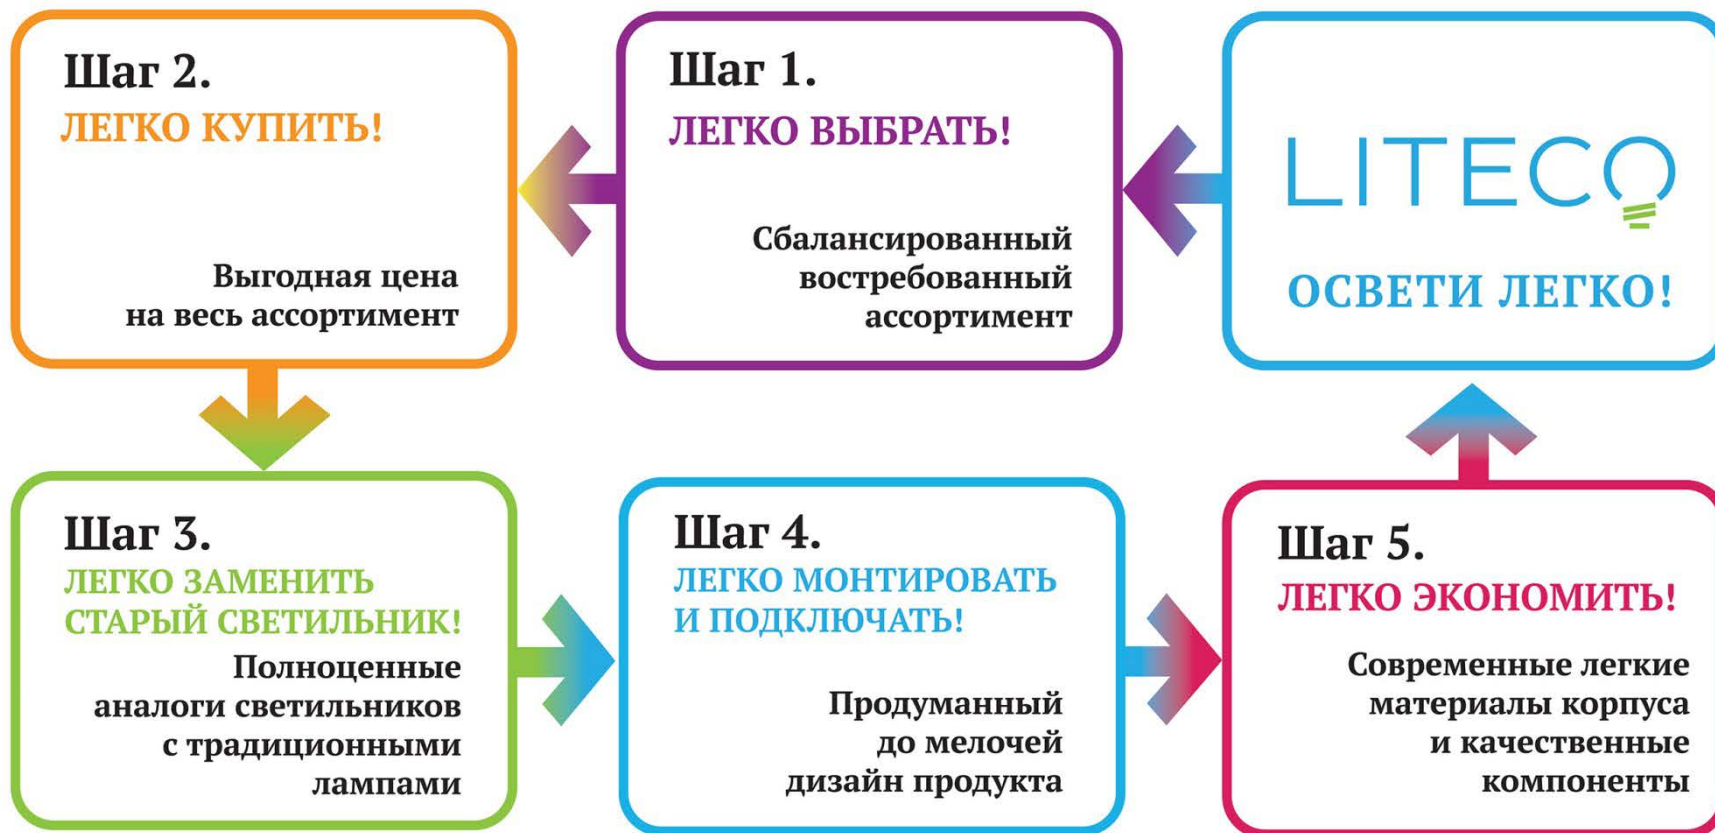 Шаг 2.
ЛЕГКО КУПИТЬ!
Выгодная цена
на весь ассортимент
Шаг 1.
ЛЕГКО ВЫБРАТЬ!
Сбалансированный
востребованный
ассортимент
LITECO
ОСВЕТИ ЛЕГКО!
Шаг 3.
ЛЕГКО ЗАМЕНИТЬ
СТАРЫЙ СВЕТИЛЬНИК!
Полноценные
аналоги светильников
с традиционными
лампами
Шаг 4.
ЛЕГКО МОНТИРОВАТЬ
И ПОДКЛЮЧАТЬ!
Продуманный
до мелочей
дизайн продукта
Шаг 5.
ЛЕГКО ЭКОНОМИТЬ!
Современные легкие
материалы корпуса
и качественные
компоненты